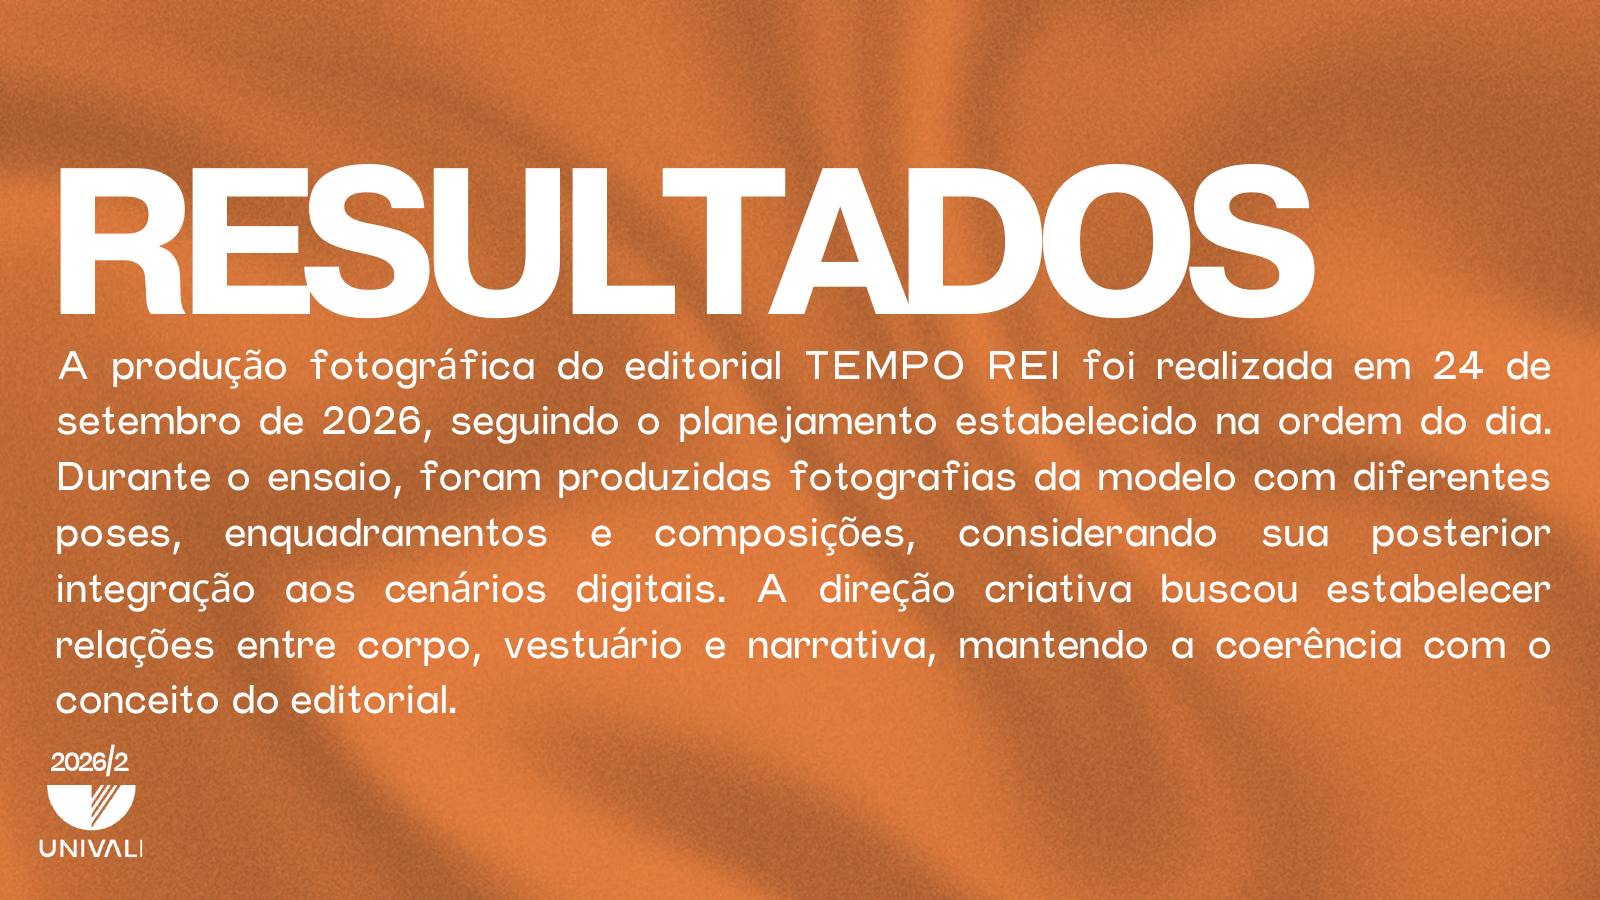 RESULTADOS
A produção fotográfica do editorial TEMPO REI foi realizada em 24 de
setembro de 2026, seguindo o planejamento estabelecido na ordem do dia.
Durante o ensaio, foram produzidas fotografias da modelo com diferentes
poses, enquadramentos e composições, considerando sua posterior
integração aos cenários digitais. A direção criativa buscou estabelecer
relações entre corpo, vestuário e narrativa, mantendo a coerência com o
conceito do editorial.
2026/2
UNIVALI